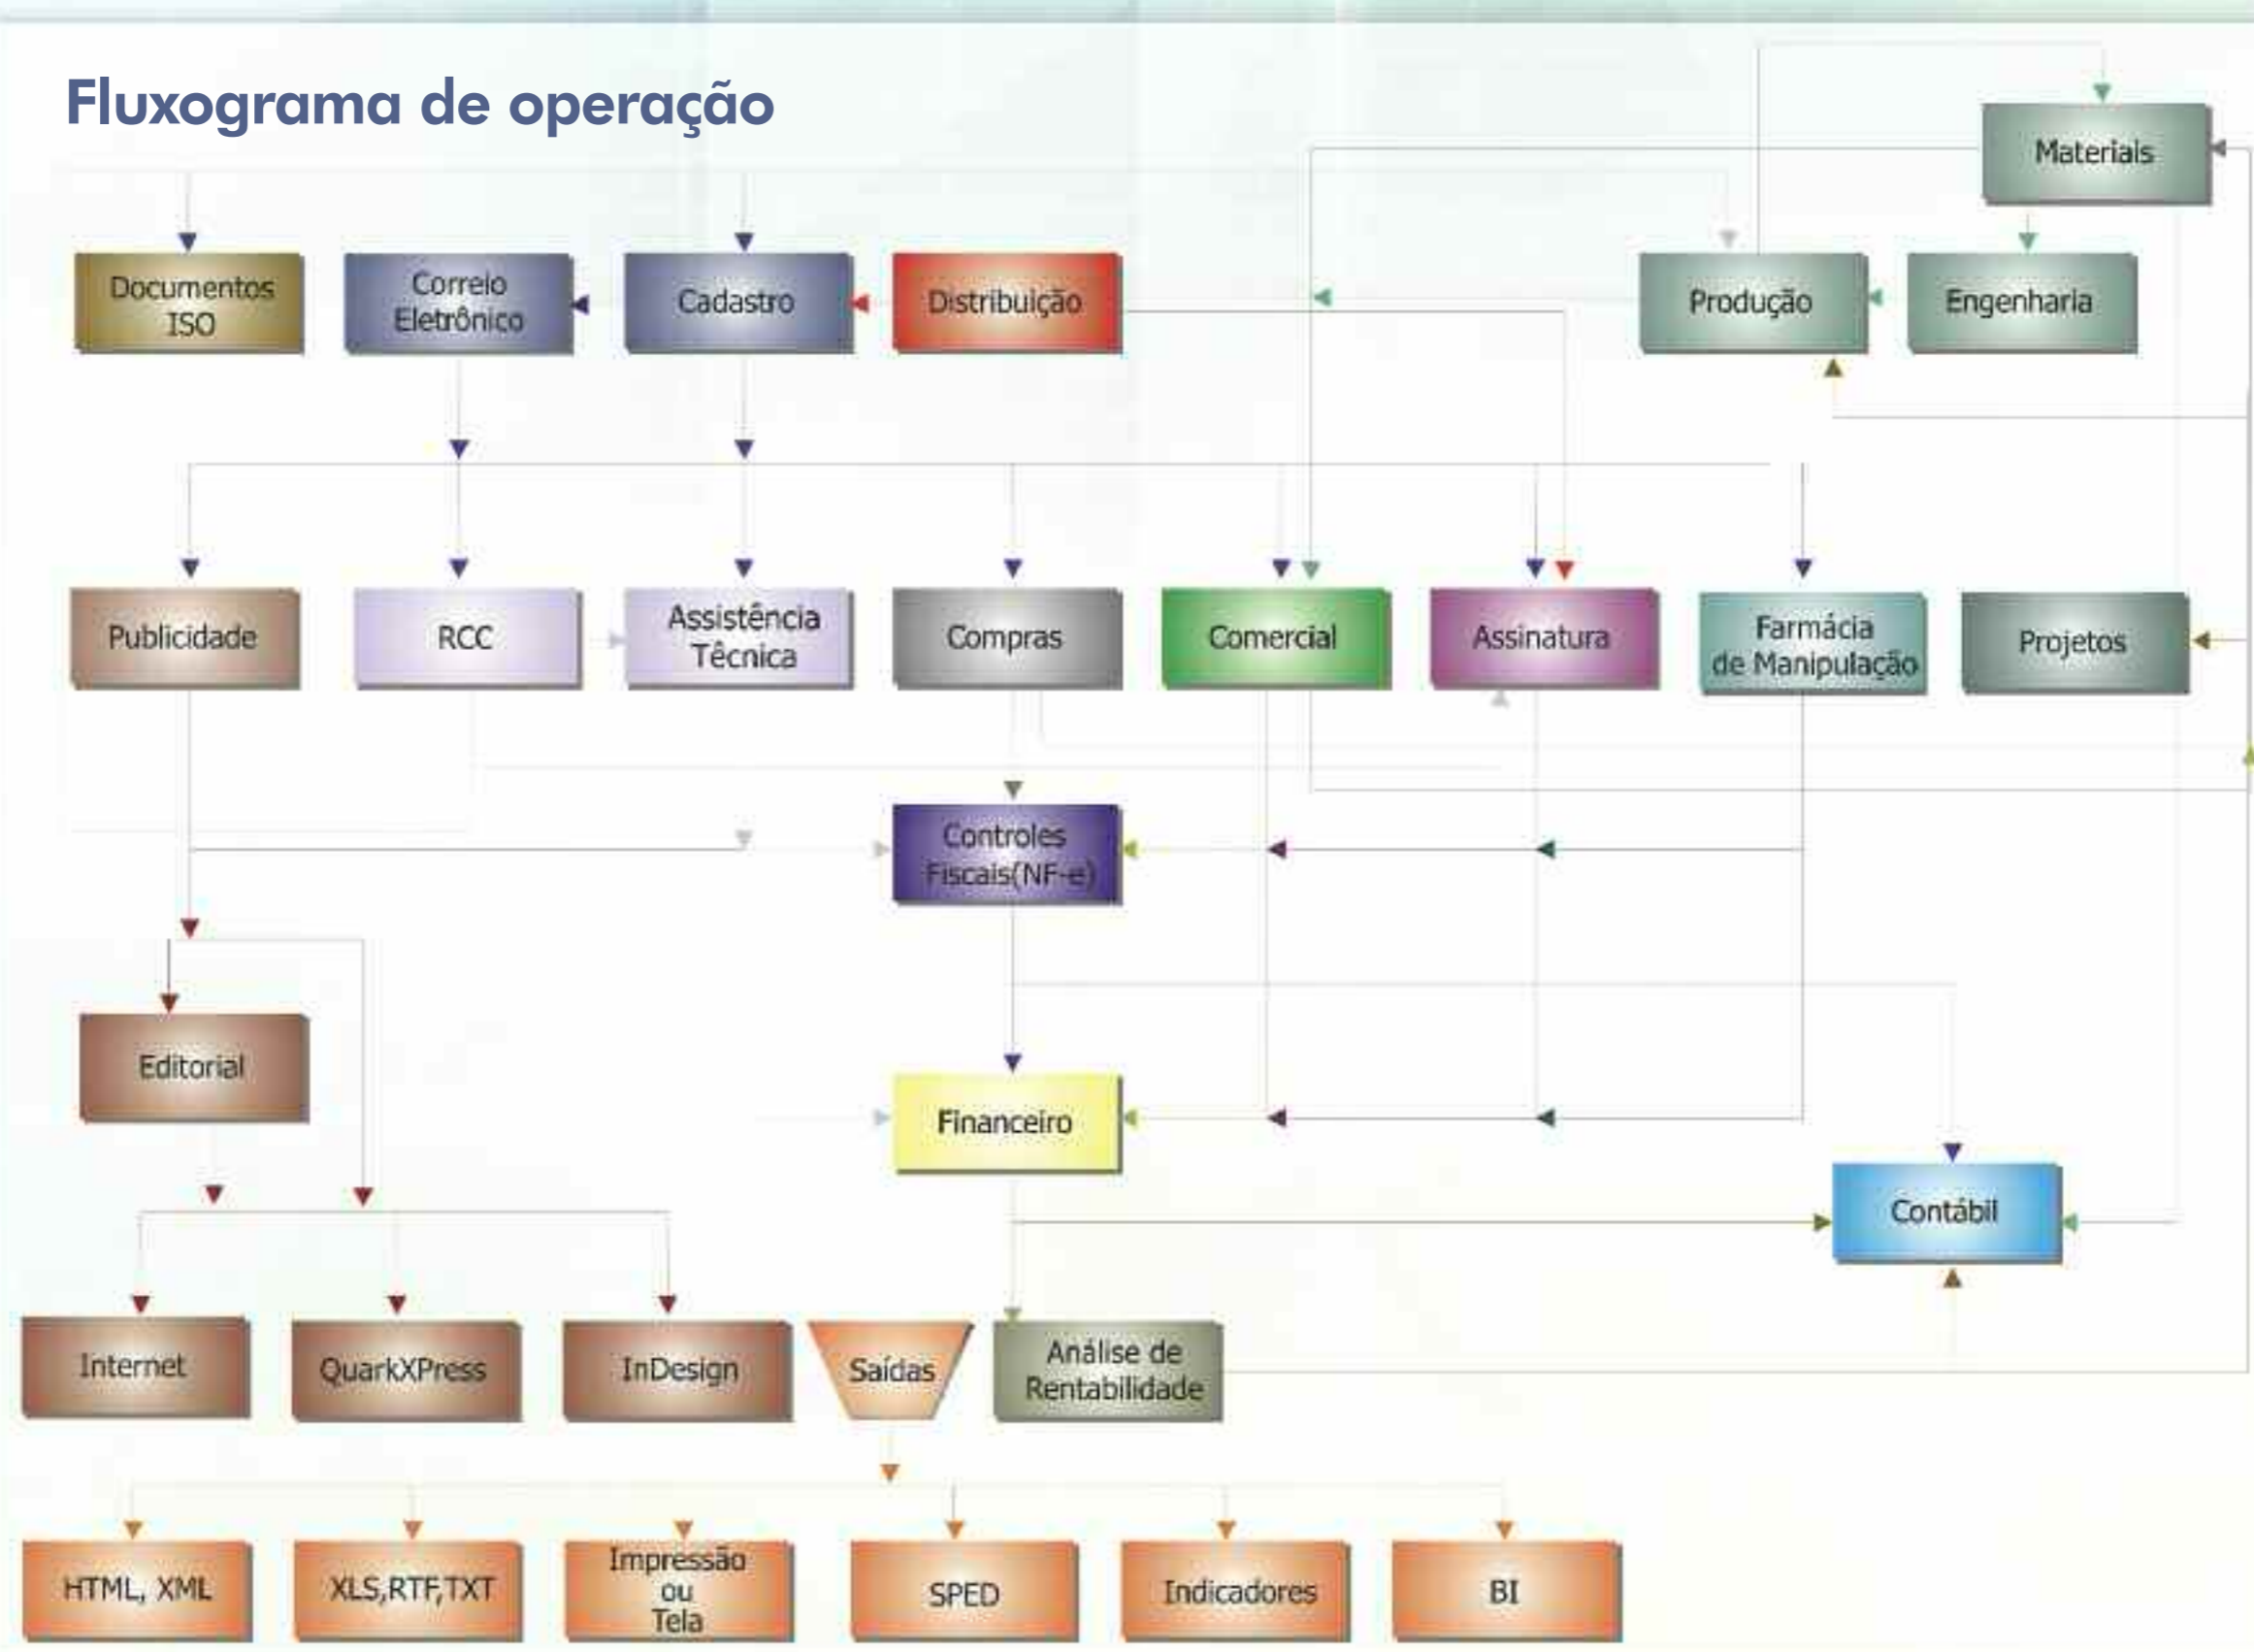 Fluxograma de operação
Materiais
Documentos
ISO
Correio
Eletrônico
Cadastro
Distribuição
Produção
Engenharia
Publicidade
RCC
Assistência
Têcnica
Compras
Comercial
Assinatura
Farmácia
de Manipulação
Projetos
Controles
Fiscais(NF-e)
Editorial
Financeiro
Contábil
Internet
QuarkXPress
InDesign
Saídas
Análise de
Rentabilidade
HTML, XML
XLS,RTF,TXT
Impressão
ou
Tela
SPED
Indicadores
BI